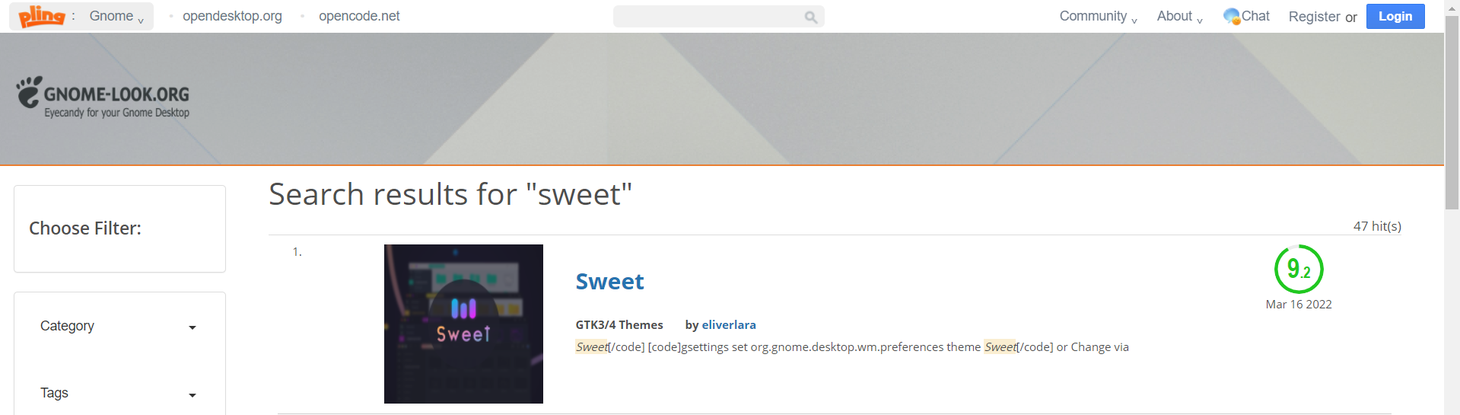 pling : Gnome opendesktop.org opencode.net Community About Chat Register or Login
GNOME-LOOK.ORG
Eyecandy for your Gnome Desktop
Search results for "sweet"
Choose Filter:
47 hit(s)
1.
Sweet
Sweet
9.2
Mar 16 2022
GTK3/4 Themes by eliverlara
Sweet[/code] [code]gsettings set org.gnome.desktop.wm.preferences theme Sweet[/code] or Change via
Category
Tags